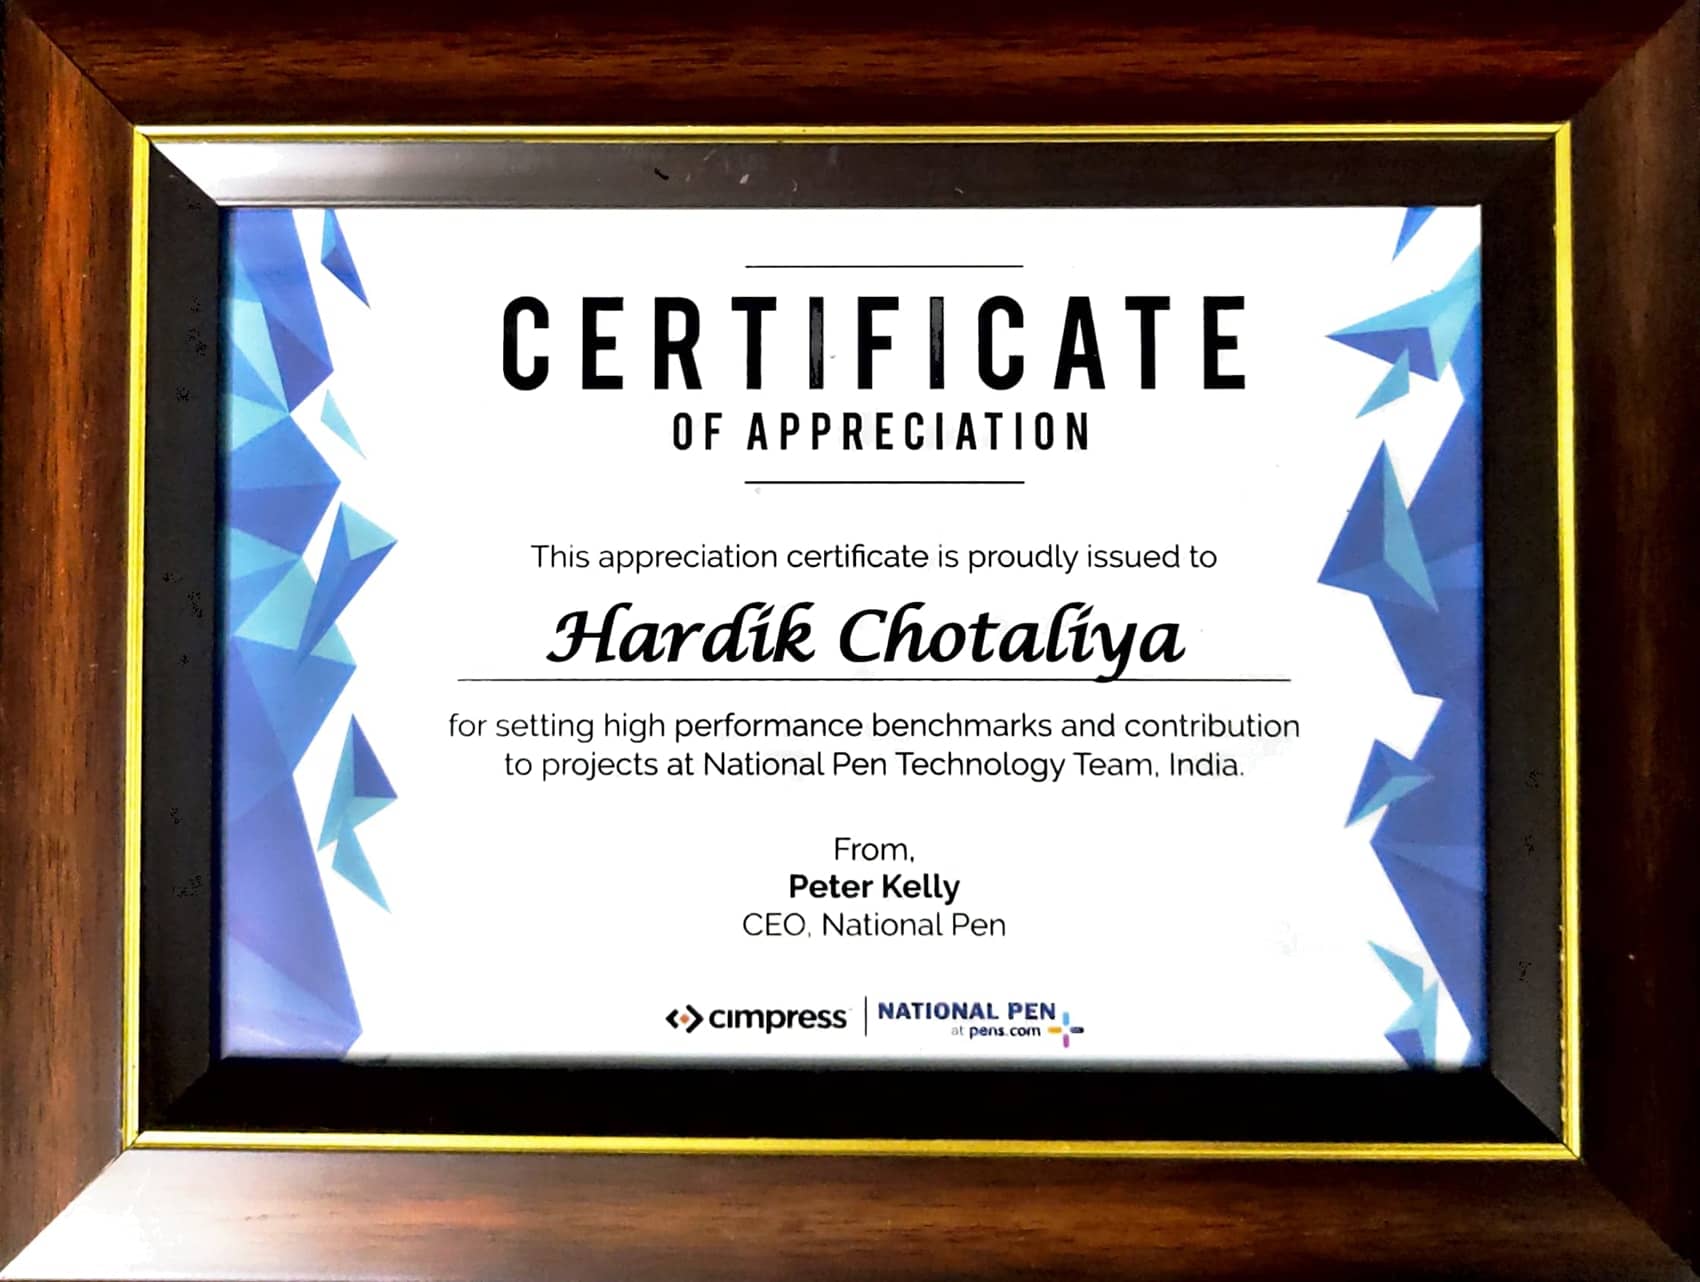 CERTIFICATE
OF APPRECIATION
This appreciation certificate is proudly issued to
Hardik Chotaliya
for setting high performance benchmarks and contribution
to projects at National Pen Technology Team, India.
From,
Peter Kelly
CEO, National Pen
cimpress
NATIONAL PEN
at pens.com